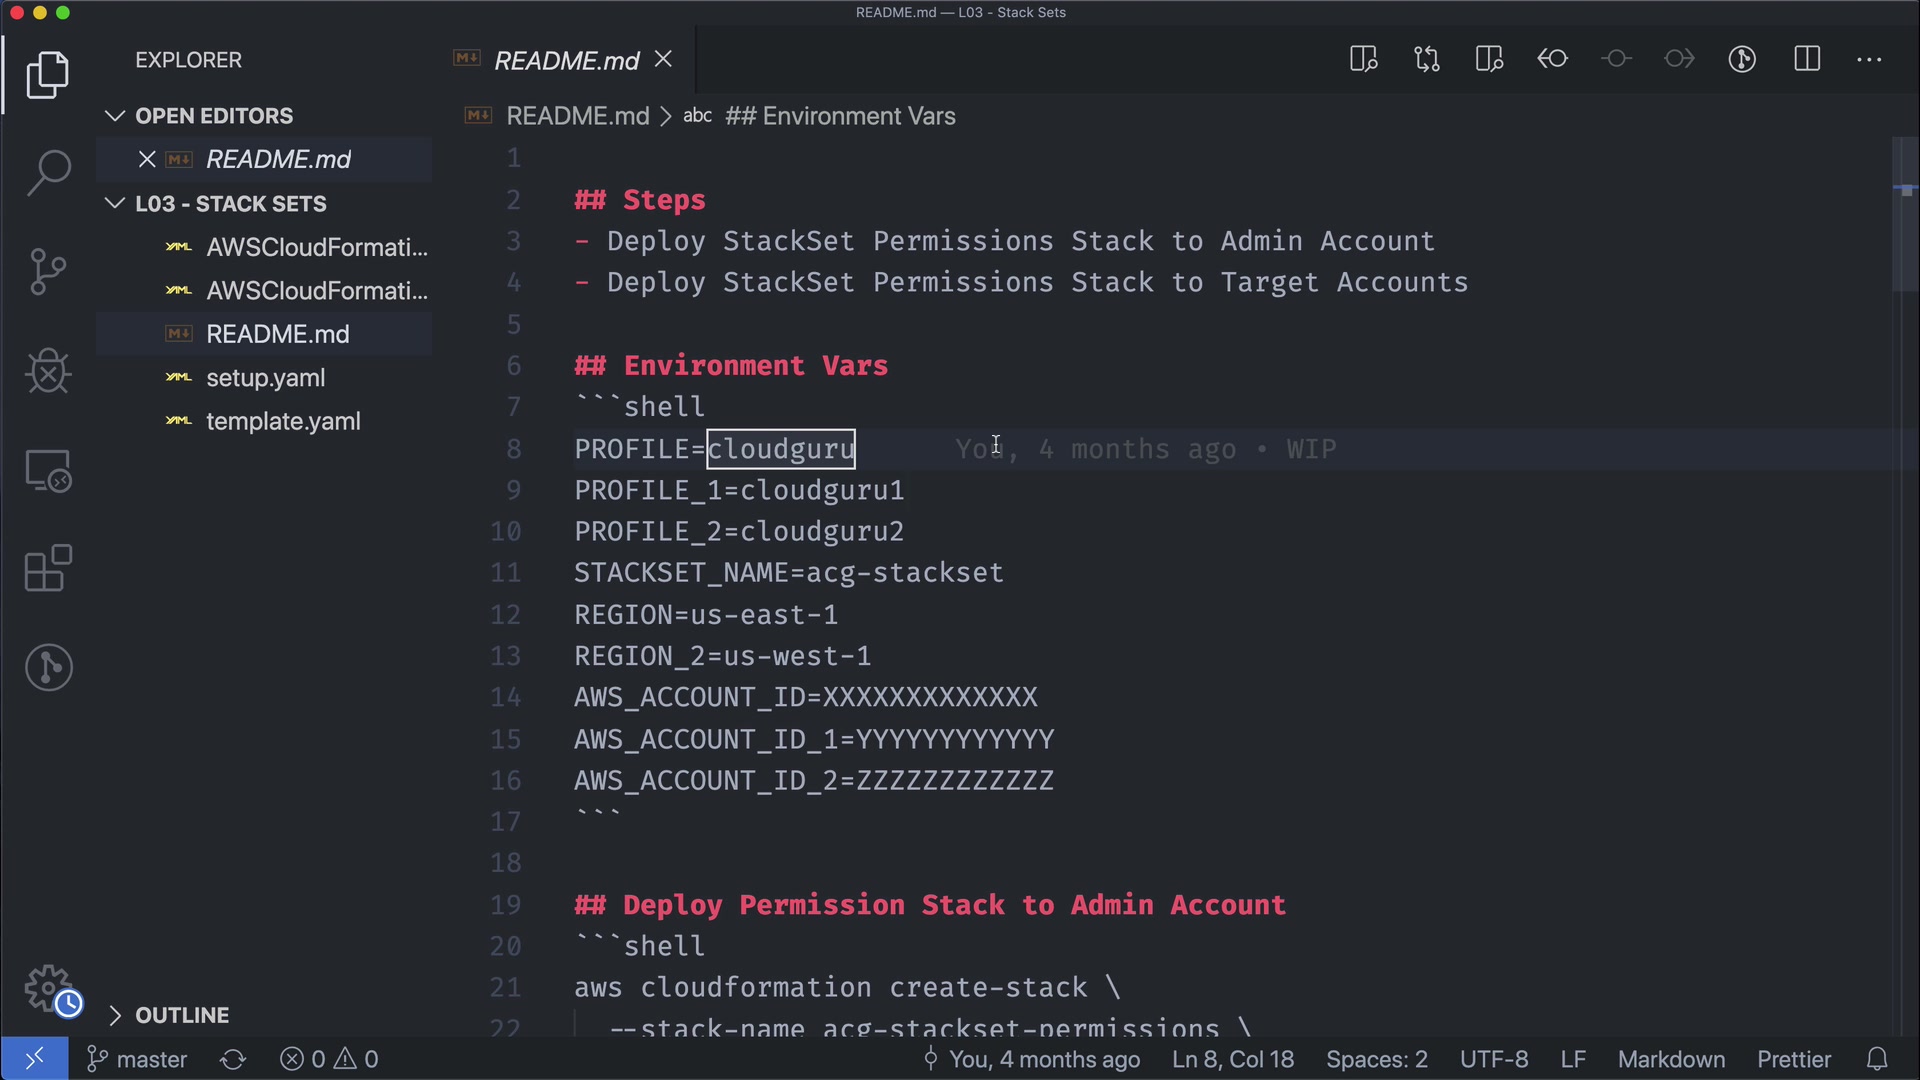 README.md — L03 - Stack Sets
EXPLORER
OPEN EDITORS
README.md
L03 - STACK SETS
AWSCloudFormati...
AWSCloudFormati...
README.md
setup.yaml
template.yaml
OUTLINE
README.md
README.md > abc ## Environment Vars
1
2 ## Steps
3 - Deploy StackSet Permissions Stack to Admin Account
4 - Deploy StackSet Permissions Stack to Target Accounts
5
6 ## Environment Vars
7 ```shell
8 PROFILE=cloudguru You, 4 months ago • WIP
9 PROFILE_1=cloudguru1
10 PROFILE_2=cloudguru2
11 STACKSET_NAME=acg-stackset
12 REGION=us-east-1
13 REGION_2=us-west-1
14 AWS_ACCOUNT_ID=XXXXXXXXXXXXX
15 AWS_ACCOUNT_ID_1=YYYYYYYYYYYY
16 AWS_ACCOUNT_ID_2=ZZZZZZZZZZZZ
17 ```
18
19 ## Deploy Permission Stack to Admin Account
20 ```shell
21 aws cloudformation create-stack \
22 --stack-name acg-stackset-permissions \
master 0 0 You, 4 months ago Ln 8, Col 18 Spaces: 2 UTF-8 LF Markdown Prettier